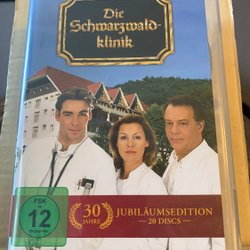 Die
Schwarzwald-
klinik
FSK
12
30
JAHRE
JUBILÄUMSEDITION
– 20 DISCS –